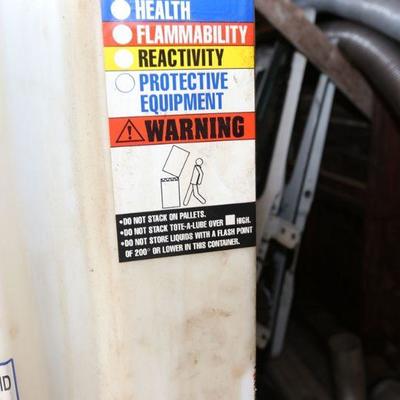 HEALTH
FLAMMABILITY
REACTIVITY
PROTECTIVE
EQUIPMENT
WARNING
•DO NOT STACK ON PALLETS.
•DO NOT STACK TOTE-A-LUBE OVER HIGH.
•DO NOT STORE LIQUIDS WITH A FLASH POINT
OF 200° OR LOWER IN THIS CONTAINER.
ID